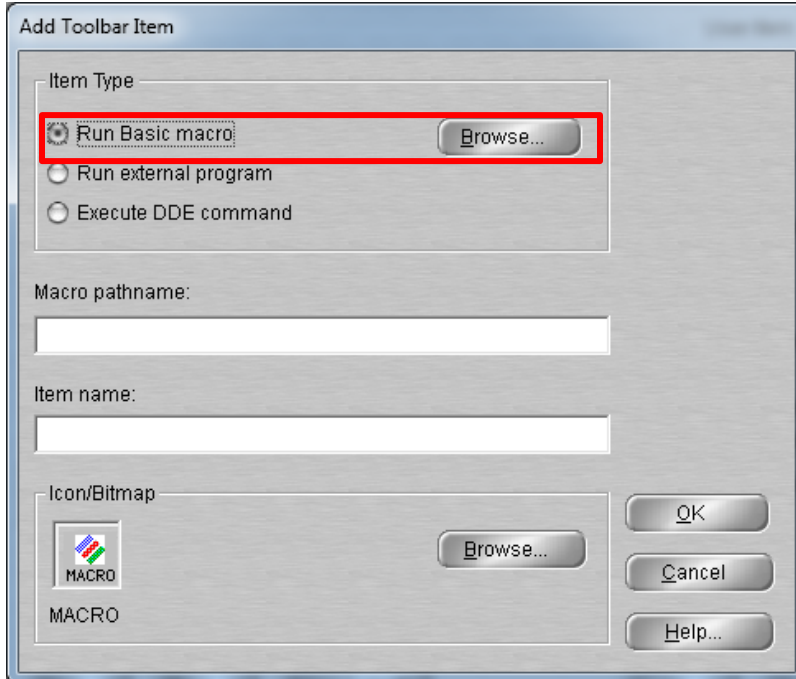 Add Toolbar Item
Item Type
Run Basic macro
Browse...
Run external program
Execute DDE command
Macro pathname:
Item name:
Icon/Bitmap
MACRO
Browse...
MACRO
OK
Cancel
Help...